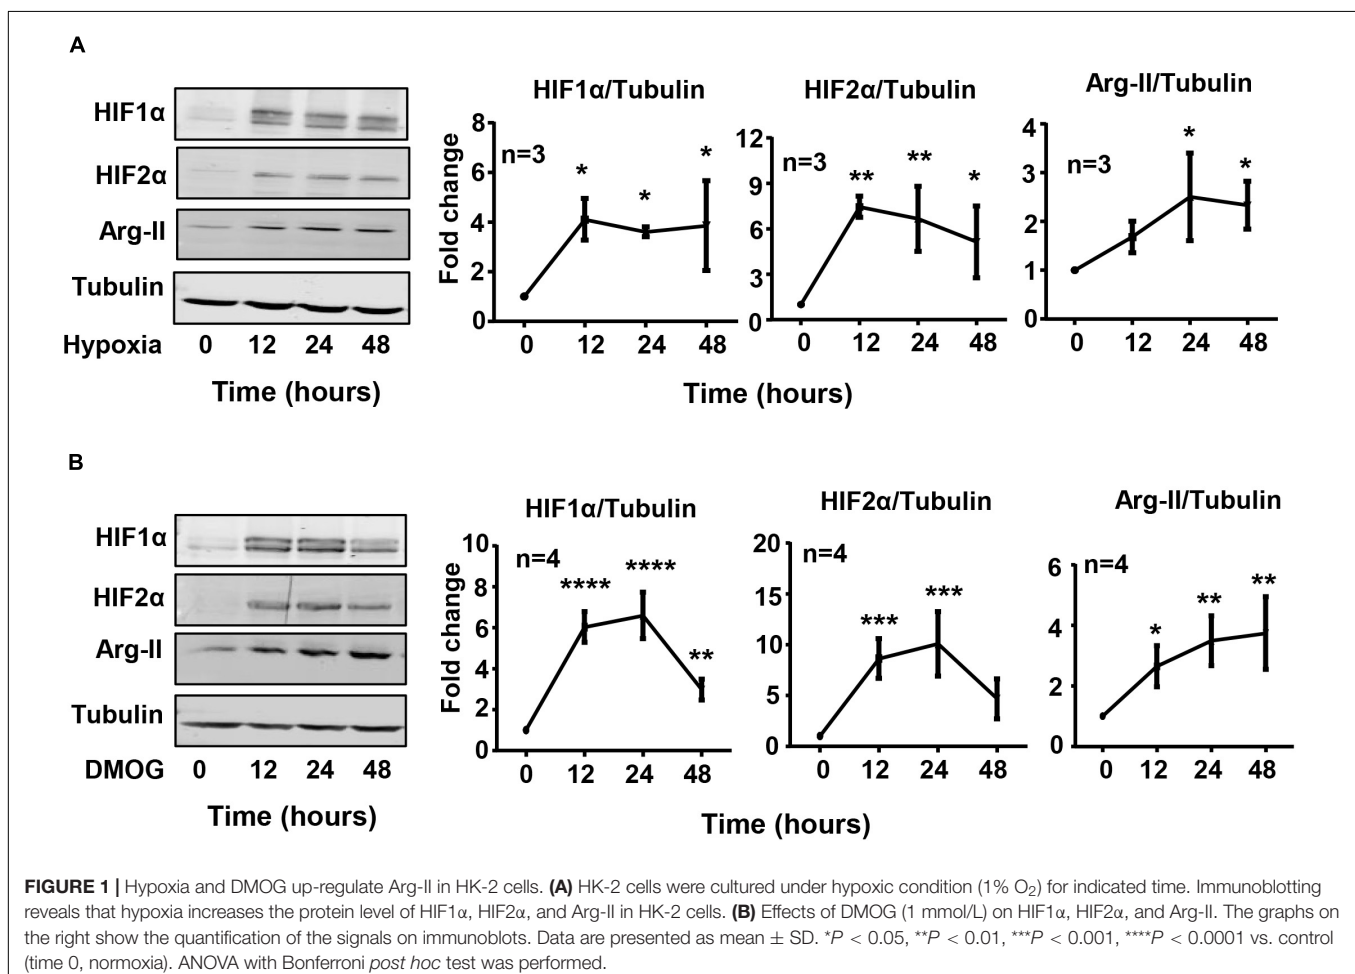 A
HIF1α
HIF2α
Arg-II
Tubulin
Hypoxia 0 12 24 48
Time (hours)
HIF1α/Tubulin
Fold change
8
6
4
2
0
n=3
* * *
0 12 24 48
HIF2α/Tubulin
12
9
6
3
0
n=3
** ** *
0 12 24 48
Arg-II/Tubulin
4
3
2
1
0
n=3
* *
0 12 24 48
Time (hours)
B
HIF1α
HIF2α
Arg-II
Tubulin
DMOG 0 12 24 48
Time (hours)
HIF1α/Tubulin
Fold change
10
8
6
4
2
0
n=4
**** **** **
0 12 24 48
HIF2α/Tubulin
20
15
10
5
0
n=4
*** ***
0 12 24 48
Arg-II/Tubulin
6
4
2
0
n=4
* ** **
0 12 24 48
Time (hours)
FIGURE 1 | Hypoxia and DMOG up-regulate Arg-II in HK-2 cells. (A) HK-2 cells were cultured under hypoxic condition (1% O₂) for indicated time. Immunoblotting
reveals that hypoxia increases the protein level of HIF1α, HIF2α, and Arg-II in HK-2 cells. (B) Effects of DMOG (1 mmol/L) on HIF1α, HIF2α, and Arg-II. The graphs on
the right show the quantification of the signals on immunoblots. Data are presented as mean ± SD. *P < 0.05, **P < 0.01, ***P < 0.001, ****P < 0.0001 vs. control
(time 0, normoxia). ANOVA with Bonferroni post hoc test was performed.